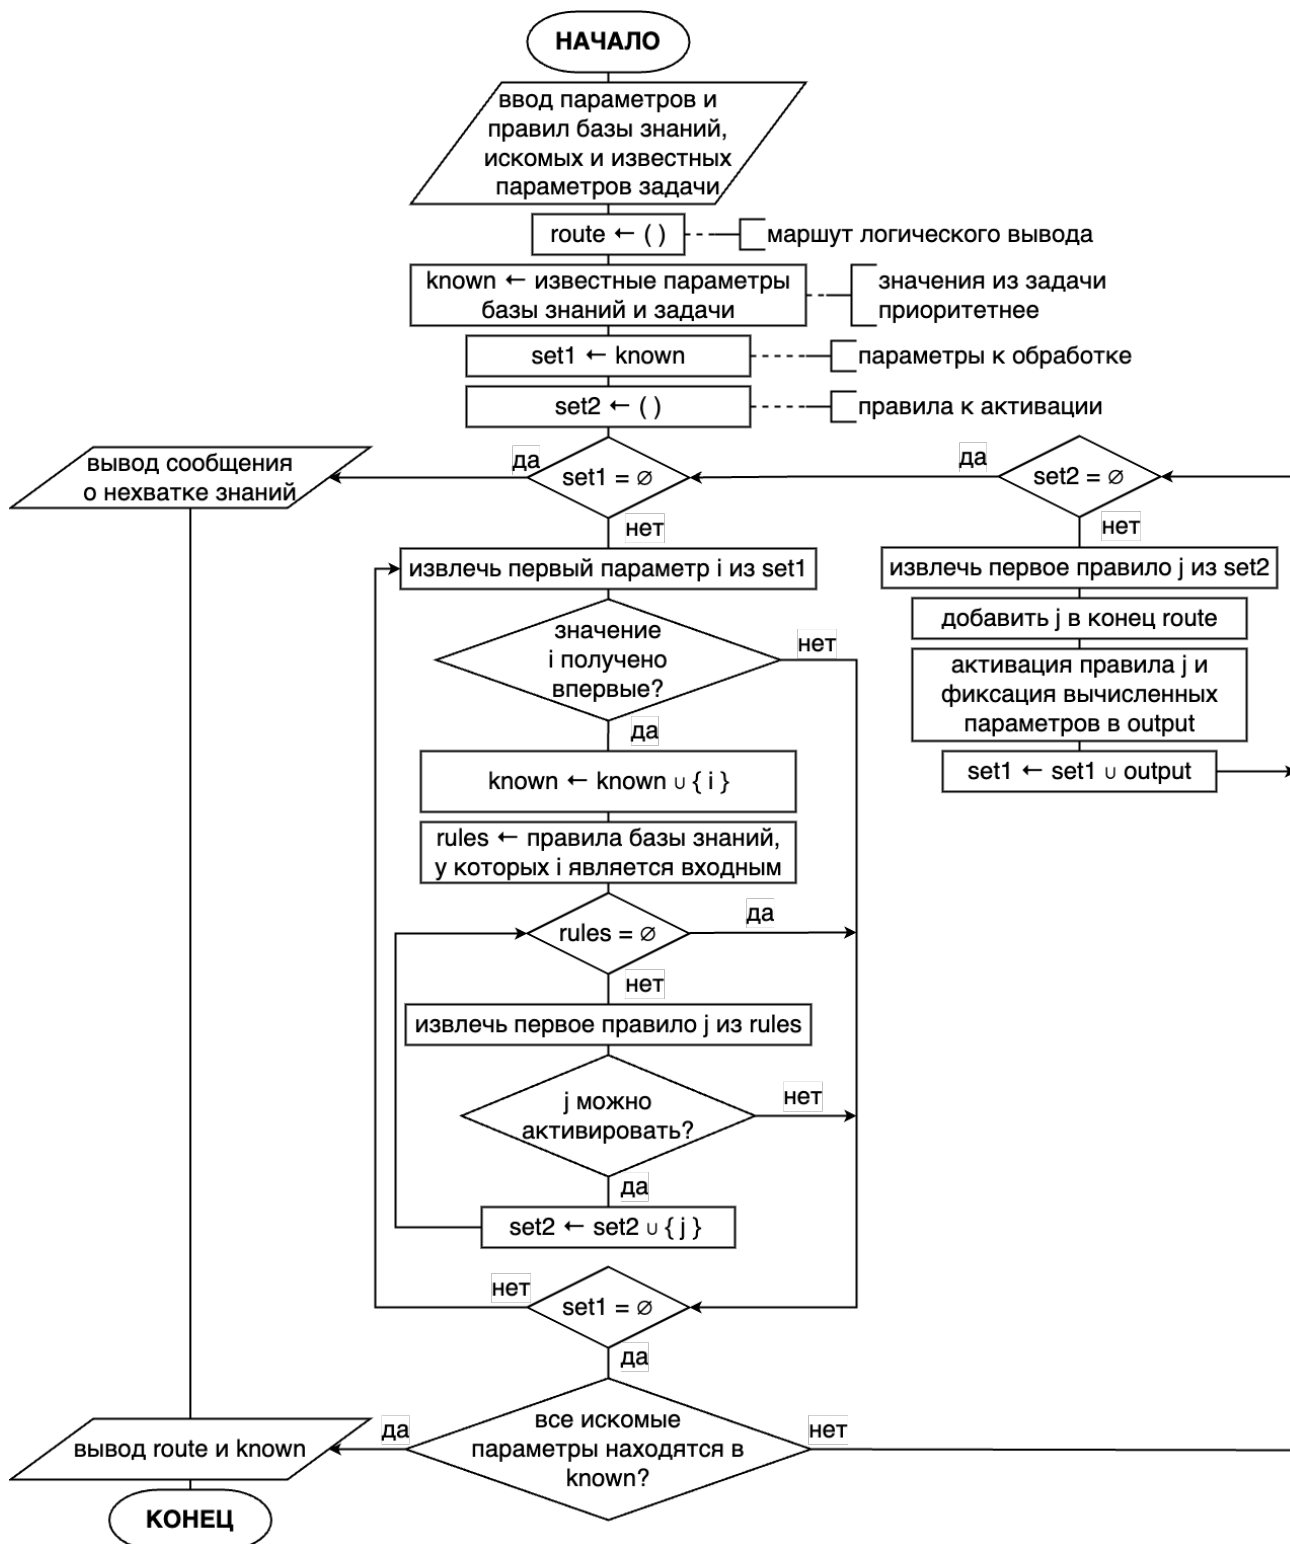 НАЧАЛО
ввод параметров и
правил базы знаний,
искомых и известных
параметров задачи
route ← ( )
маршут логического вывода
known ← известные параметры
базы знаний и задачи
значения из задачи
приоритетнее
set1 ← known
параметры к обработке
set2 ← ( )
правила к активации
вывод сообщения
о нехватке знаний
да
set1 = ∅
да
set2 = ∅
нет
нет
извлечь первый параметр i из set1
извлечь первое правило j из set2
добавить j в конец route
значение
i получено
впервые?
нет
активация правила j и
фиксация вычисленных
параметров в output
да
set1 ← set1 ∪ output
known ← known ∪ { i }
rules ← правила базы знаний,
у которых i является входным
rules = ∅
да
нет
извлечь первое правило j из rules
j можно
активировать?
нет
да
set2 ← set2 ∪ { j }
нет
set1 = ∅
да
все искомые
параметры находятся в
known?
да
нет
вывод route и known
КОНЕЦ